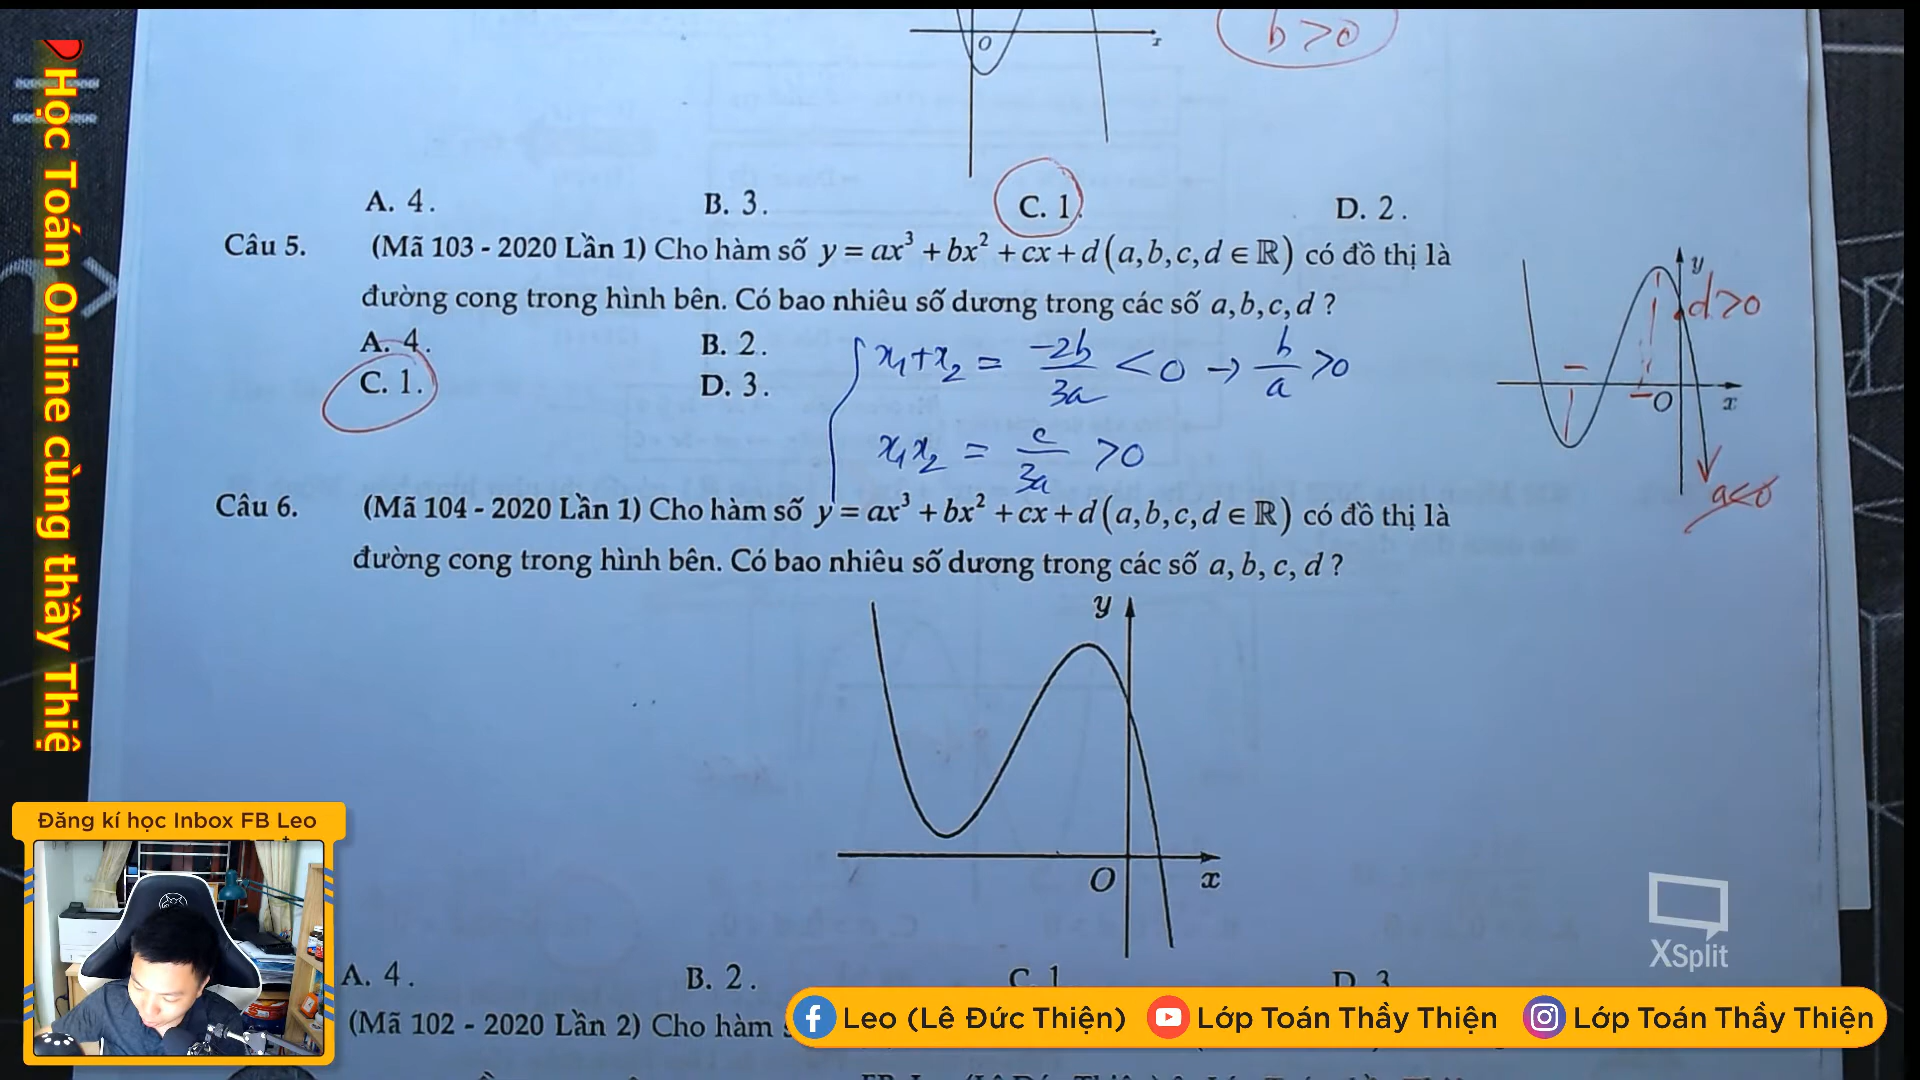 b > 0
O
x
A. 4.
B. 3.
C. 1.
D. 2.
Câu 5. (Mã 103 - 2020 Lần 1) Cho hàm số y = ax³ + bx² + cx + d (a, b, c, d ∈ ℝ) có đồ thị là
đường cong trong hình bên. Có bao nhiêu số dương trong các số a, b, c, d ?
A. 4.
B. 2.
C. 1.
D. 3.
x₁ + x₂ = -2b/3a < 0 → b/a > 0
x₁x₂ = c/3a > 0
y
d > 0
−
−
O
x
a < 0
Câu 6. (Mã 104 - 2020 Lần 1) Cho hàm số y = ax³ + bx² + cx + d (a, b, c, d ∈ ℝ) có đồ thị là
đường cong trong hình bên. Có bao nhiêu số dương trong các số a, b, c, d ?
y
O
x
A. 4.
B. 2.
C. 1
D. 3
(Mã 102 - 2020 Lần 2) Cho hàm
Học Toán Online cùng thầy Thiệ
Đăng kí học Inbox FB Leo
XSplit
Leo (Lê Đức Thiện)
Lớp Toán Thầy Thiện
Lớp Toán Thầy Thiện